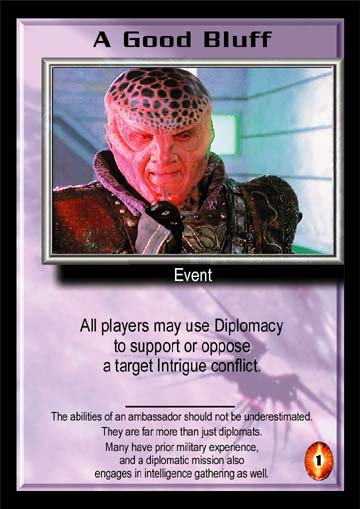 A Good Bluff
Event
All players may use Diplomacy
to support or oppose
a target Intrigue conflict.
The abilities of an ambassador should not be underestimated.
They are far more than just diplomats.
Many have prior military experience,
and a diplomatic mission also
engages in intelligence gathering as well.
1